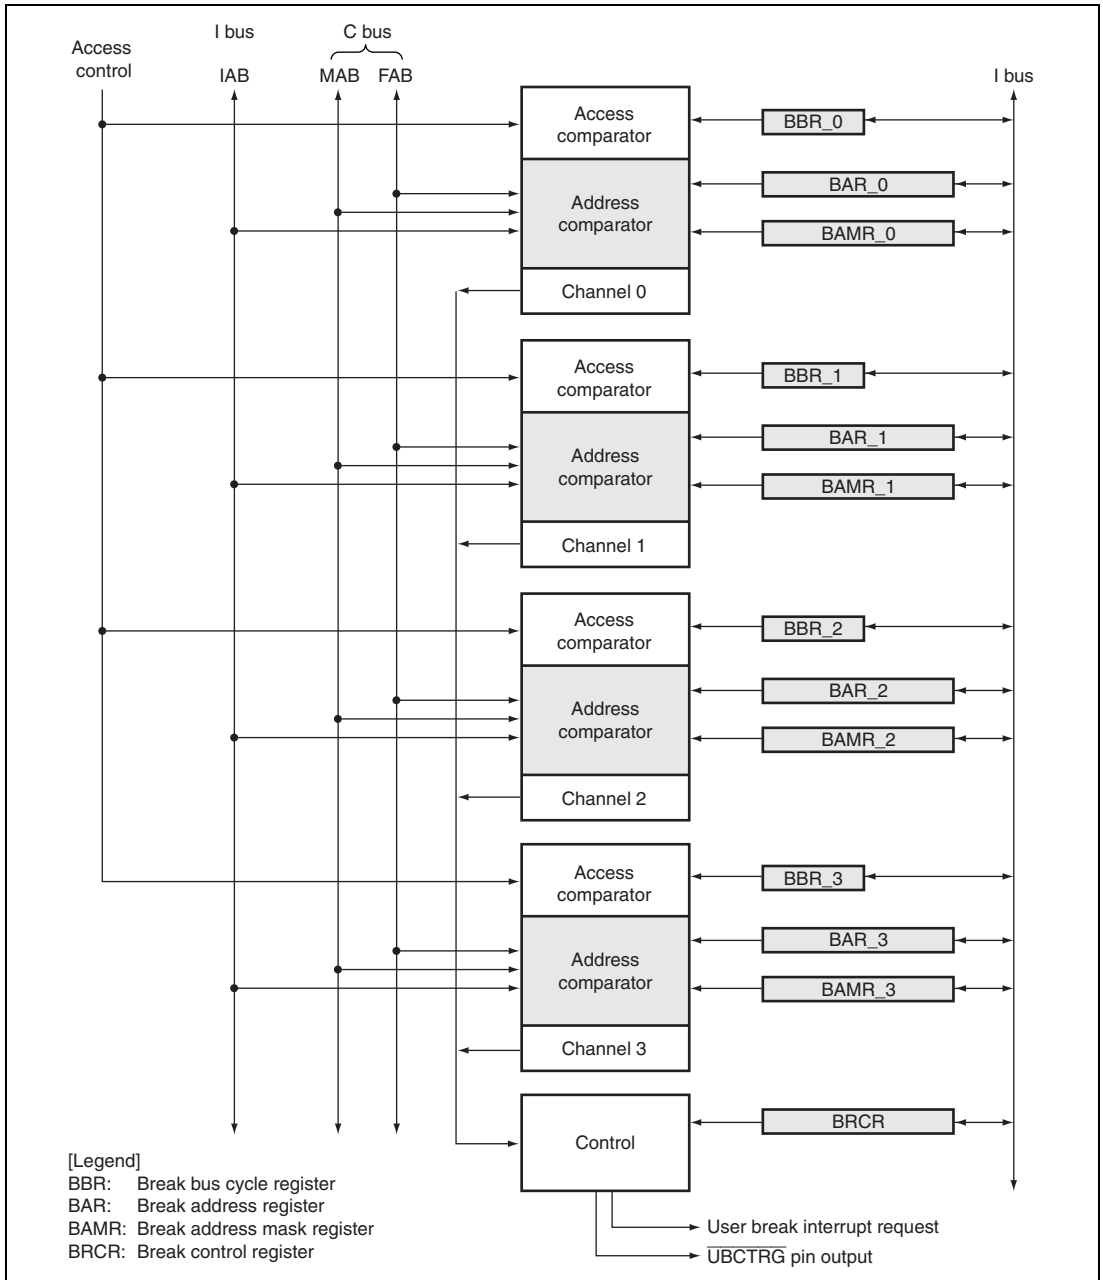 Access
control
I bus
IAB
C bus
MAB FAB
I bus
Access
comparator
Address
comparator
Channel 0
BBR_0
BAR_0
BAMR_0
Access
comparator
Address
comparator
Channel 1
BBR_1
BAR_1
BAMR_1
Access
comparator
Address
comparator
Channel 2
BBR_2
BAR_2
BAMR_2
Access
comparator
Address
comparator
Channel 3
BBR_3
BAR_3
BAMR_3
Control
BRCR
User break interrupt request
UBCTRG pin output
[Legend]
BBR: Break bus cycle register
BAR: Break address register
BAMR: Break address mask register
BRCR: Break control register